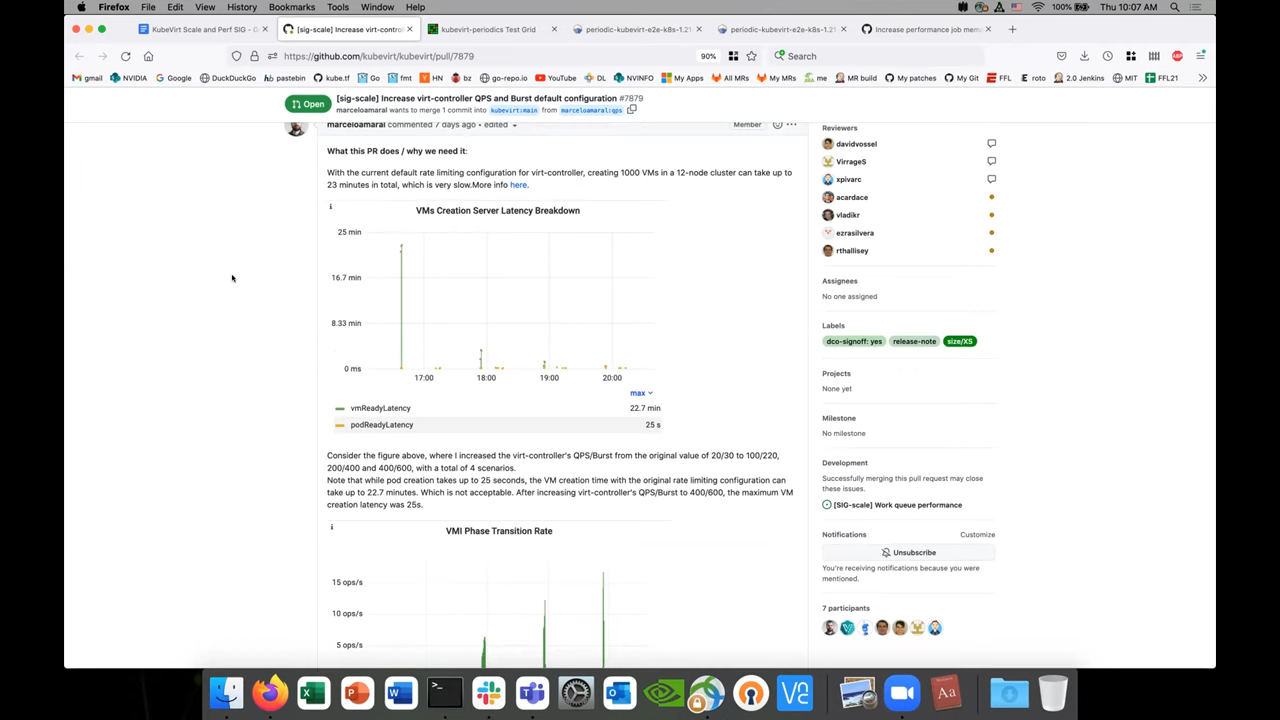 Firefox File Edit View History Bookmarks Tools Window Help
100% Thu 10:07 AM
KubeVirt Scale and Perf SIG - G
[sig-scale] Increase virt-contro
kubevirt-periodics Test Grid
periodic-kubevirt-e2e-k8s-1.21
periodic-kubevirt-e2e-k8s-1.21
Increase performance job mem
https://github.com/kubevirt/kubevirt/pull/7879
90%
Search
gmail NVIDIA Google DuckDuckGo pastebin kube.tf Go fmt HN bz go-repo.io YouTube DL NVINFO My Apps All MRs My MRs me MR build My patches My Git FFL eroto 2.0 Jenkins MIT FFL21
Open
[sig-scale] Increase virt-controller QPS and Burst default configuration #7879
marceloamaral wants to merge 1 commit into kubevirt:main from marceloamaral:qps
marceloamaral commented 7 days ago • edited
Member
What this PR does / why we need it:
With the current default rate limiting configuration for virt-controller, creating 1000 VMs in a 12-node cluster can take up to
23 minutes in total, which is very slow.More info here.
VMs Creation Server Latency Breakdown
25 min
16.7 min
8.33 min
0 ms
17:00 18:00 19:00 20:00
max
vmReadyLatency 22.7 min
podReadyLatency 25 s
Consider the figure above, where I increased the virt-controller's QPS/Burst from the original value of 20/30 to 100/220,
200/400 and 400/600, with a total of 4 scenarios.
Note that while pod creation takes up to 25 seconds, the VM creation time with the original rate limiting configuration can
take up to 22.7 minutes. Which is not acceptable. After increasing virt-controller's QPS/Burst to 400/600, the maximum VM
creation latency was 25s.
VMI Phase Transition Rate
15 ops/s
10 ops/s
5 ops/s
Reviewers
davidvossel
VirrageS
xpivarc
acardace
vladikr
ezrasilvera
rthallisey
Assignees
No one assigned
Labels
dco-signoff: yes release-note size/XS
Projects
None yet
Milestone
No milestone
Development
Successfully merging this pull request may close
these issues.
[SIG-scale] Work queue performance
Notifications Customize
Unsubscribe
You're receiving notifications because you were
mentioned.
7 participants